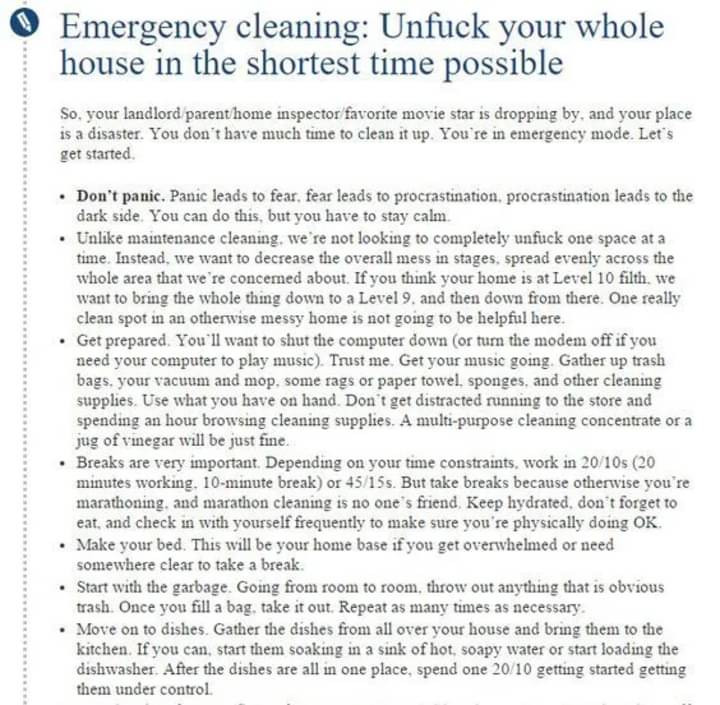 Emergency cleaning: Unfuck your whole
house in the shortest time possible
So, your landlord/parent/home inspector/favorite movie star is dropping by, and your place
is a disaster. You don't have much time to clean it up. You're in emergency mode. Let's
get started.
• Don't panic. Panic leads to fear, fear leads to procrastination, procrastination leads to the
dark side. You can do this, but you have to stay calm.
• Unlike maintenance cleaning, we're not looking to completely unfuck one space at a
time. Instead, we want to decrease the overall mess in stages, spread evenly across the
whole area that we're concerned about. If you think your home is at Level 10 filth, we
want to bring the whole thing down to a Level 9, and then down from there. One really
clean spot in an otherwise messy home is not going to be helpful here.
• Get prepared. You'll want to shut the computer down (or turn the modem off if you
need your computer to play music). Trust me. Get your music going. Gather up trash
bags, your vacuum and mop, some rags or paper towel, sponges, and other cleaning
supplies. Use what you have on hand. Don't get distracted running to the store and
spending an hour browsing cleaning supplies. A multi-purpose cleaning concentrate or a
jug of vinegar will be just fine.
• Breaks are very important. Depending on your time constraints, work in 20/10s (20
minutes working, 10-minute break) or 45/15s. But take breaks because otherwise you're
marathoning, and marathon cleaning is no one's friend. Keep hydrated, don't forget to
eat, and check in with yourself frequently to make sure you're physically doing OK.
• Make your bed. This will be your home base if you get overwhelmed or need
somewhere clear to take a break.
• Start with the garbage. Going from room to room, throw out anything that is obvious
trash. Once you fill a bag, take it out. Repeat as many times as necessary.
• Move on to dishes. Gather the dishes from all over your house and bring them to the
kitchen. If you can, start them soaking in a sink of hot, soapy water or start loading the
dishwasher. After the dishes are all in one place, spend one 20/10 getting started getting
them under control.